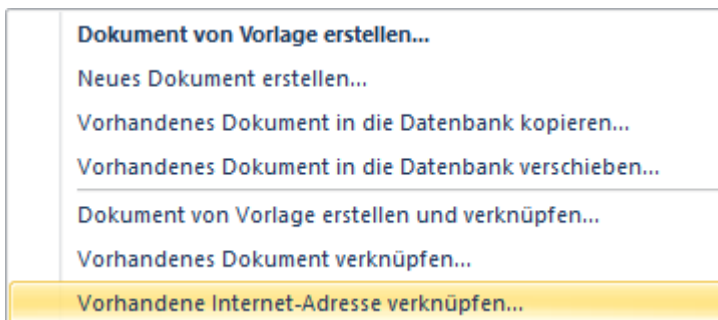 Dokument von Vorlage erstellen...
Neues Dokument erstellen...
Vorhandenes Dokument in die Datenbank kopieren...
Vorhandenes Dokument in die Datenbank verschieben...
Dokument von Vorlage erstellen und verknüpfen...
Vorhandenes Dokument verknüpfen...
Vorhandene Internet-Adresse verknüpfen...